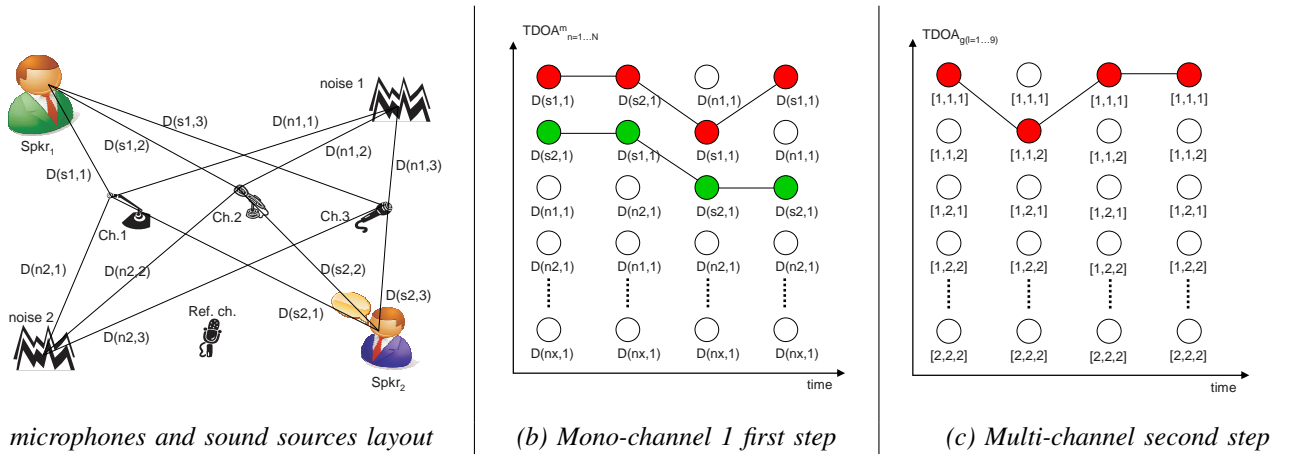 noise 1
Spkr1
D(s1,3)
D(s1,2)
D(s1,1)
D(n1,1)
D(n1,2)
D(n1,3)
Ch.1
Ch.2
Ch.3
D(n2,1)
D(n2,2)
D(n2,3)
D(s2,2)
D(s2,3)
D(s2,1)
noise 2
Ref. ch.
Spkr2
microphones and sound sources layout
TDOA^m_{n=1...N}
D(s1,1) D(s2,1) D(n1,1) D(s1,1)
D(s2,1) D(s1,1) D(s1,1) D(n1,1)
D(n1,1) D(n2,1) D(s2,1) D(s2,1)
D(n2,1) D(n1,1) D(n2,1) D(n2,1)
D(nx,1) D(nx,1) D(nx,1) D(nx,1)
time
(b) Mono-channel 1 first step
TDOA_{g(l=1...9)}
[1,1,1] [1,1,1] [1,1,1] [1,1,1]
[1,1,2] [1,1,2] [1,1,2] [1,1,2]
[1,2,1] [1,2,1] [1,2,1] [1,2,1]
[1,2,2] [1,2,2] [1,2,2] [1,2,2]
[2,2,2] [2,2,2] [2,2,2] [2,2,2]
time
(c) Multi-channel second step